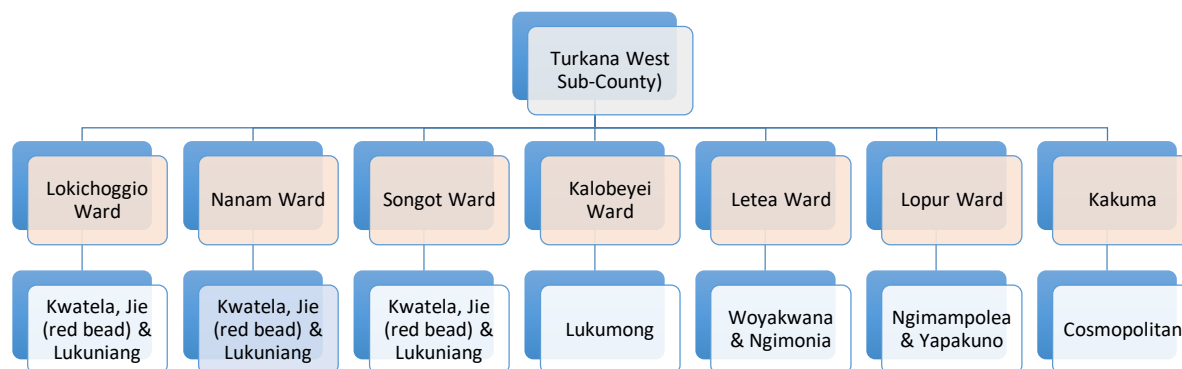 Turkana West
Sub-County)
Lokichoggio
Ward
Nanam Ward
Songot Ward
Kalobeyei
Ward
Letea Ward
Lopur Ward
Kakuma
Kwatela, Jie
(red bead) &
Lukuniang
Kwatela, Jie
(red bead) &
Lukuniang
Kwatela, Jie
(red bead) &
Lukuniang
Lukumong
Woyakwana
& Ngimonia
Ngimampolea
& Yapakuno
Cosmopolitan